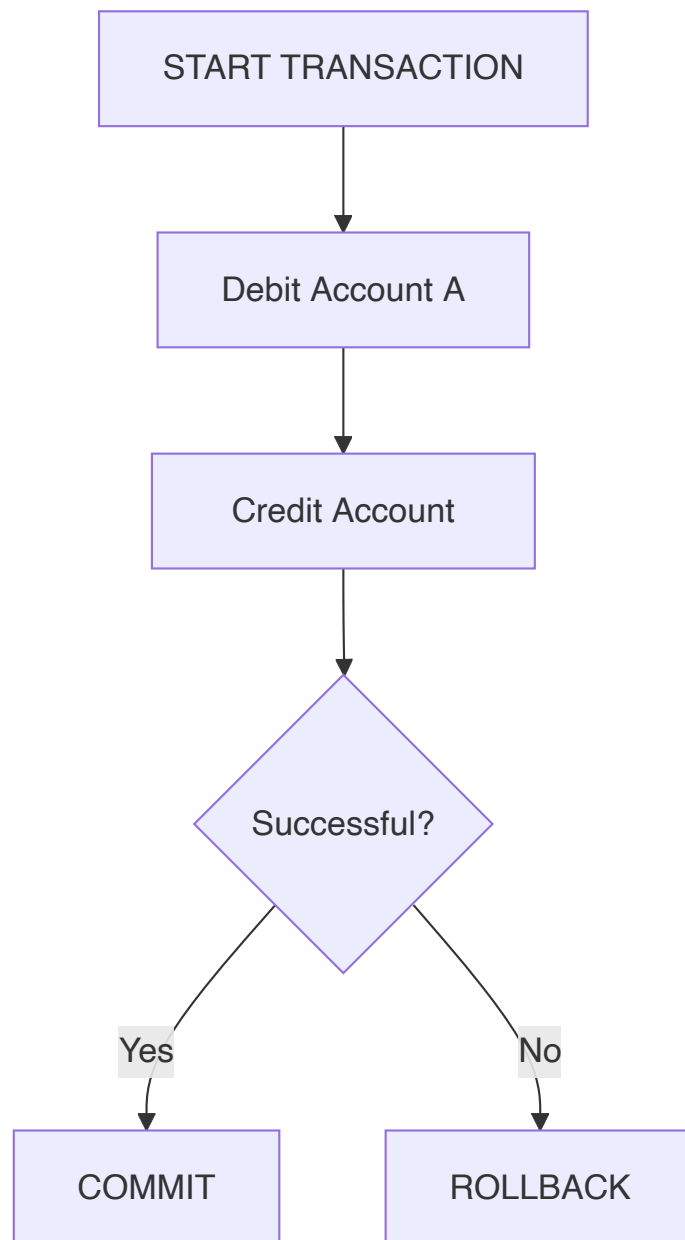 START TRANSACTION
Debit Account A
Credit Account
Successful?
Yes
No
COMMIT
ROLLBACK